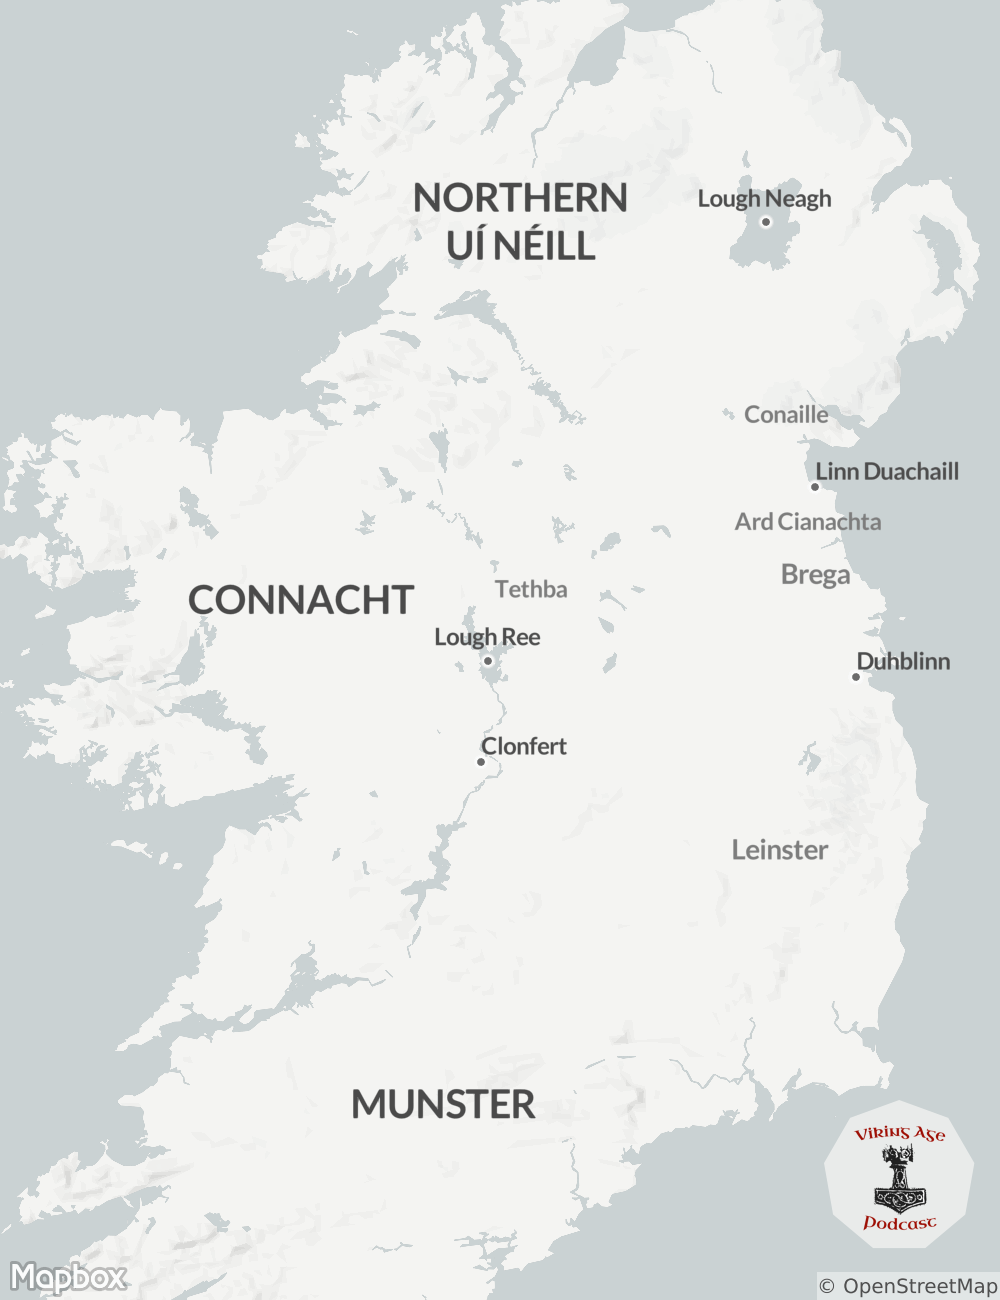 NORTHERN
UÍ NÉILL
Lough Neagh
Conaille
Linn Duachaill
Ard Cianachta
Brega
Tethba
CONNACHT
Lough Ree
Duhblinn
Clonfert
Leinster
MUNSTER
Viking Age
Podcast
Mapbox
© OpenStreetMap